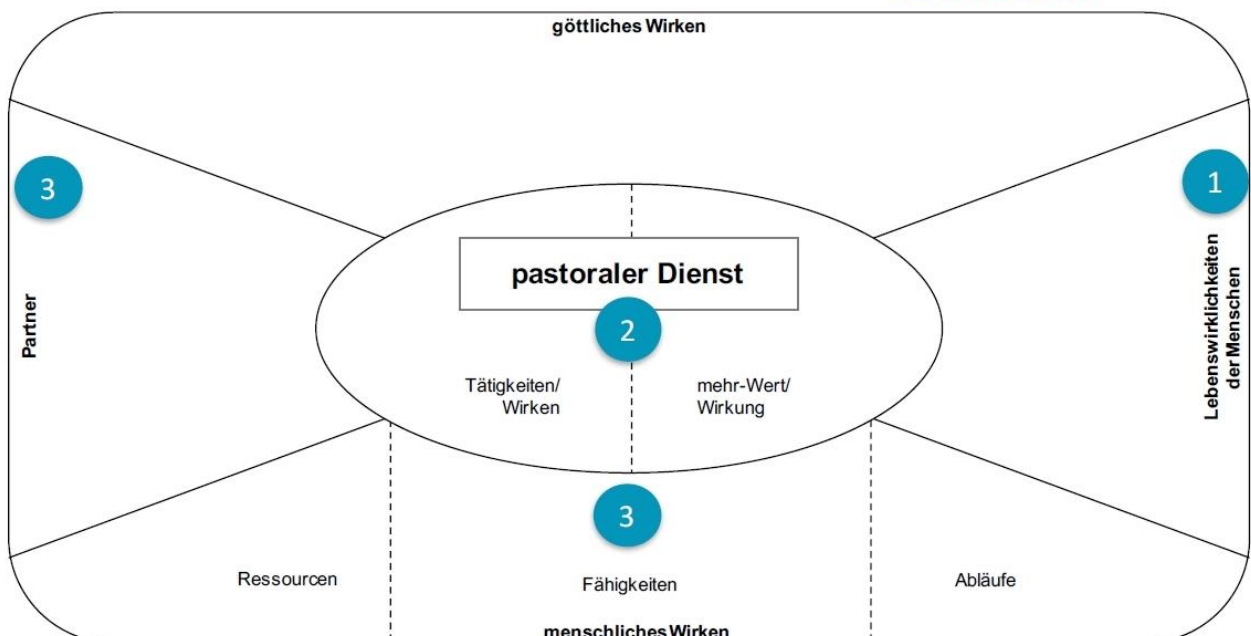 göttliches Wirken
3
1
Partner
Lebenswirklichkeiten
der Menschen
pastoraler Dienst
2
Tätigkeiten/
Wirken
mehr-Wert/
Wirkung
3
Ressourcen
Fähigkeiten
Abläufe
menschliches Wirken